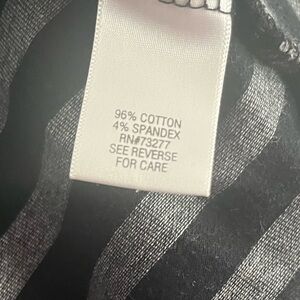 96% COTTON
4% SPANDEX
RN#73277
SEE REVERSE
FOR CARE